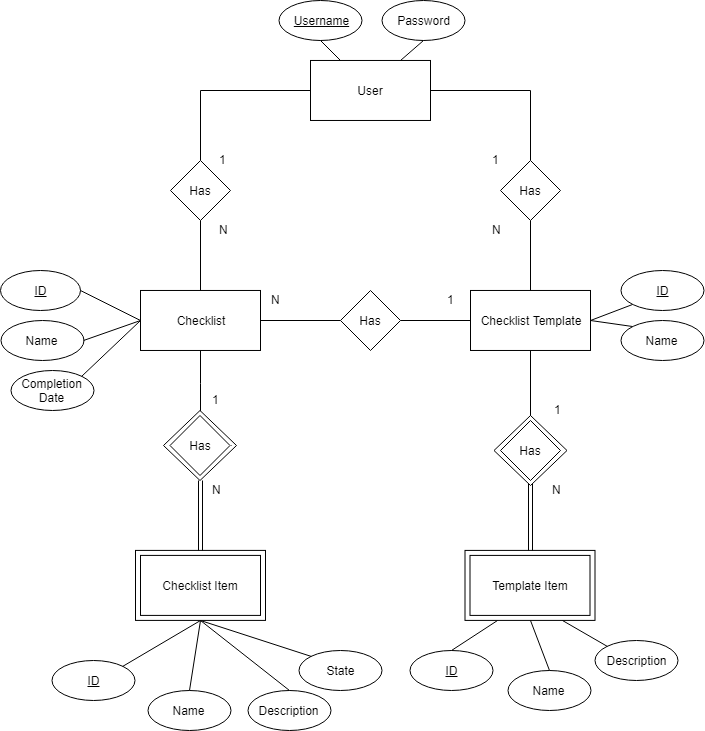 Username
Password
User
1
1
Has
Has
N
N
ID
N
1
ID
Checklist
Has
Checklist Template
Name
Name
Completion
Date
1
1
Has
Has
N
N
Checklist Item
Template Item
ID
State
ID
Description
Name
Description
Name